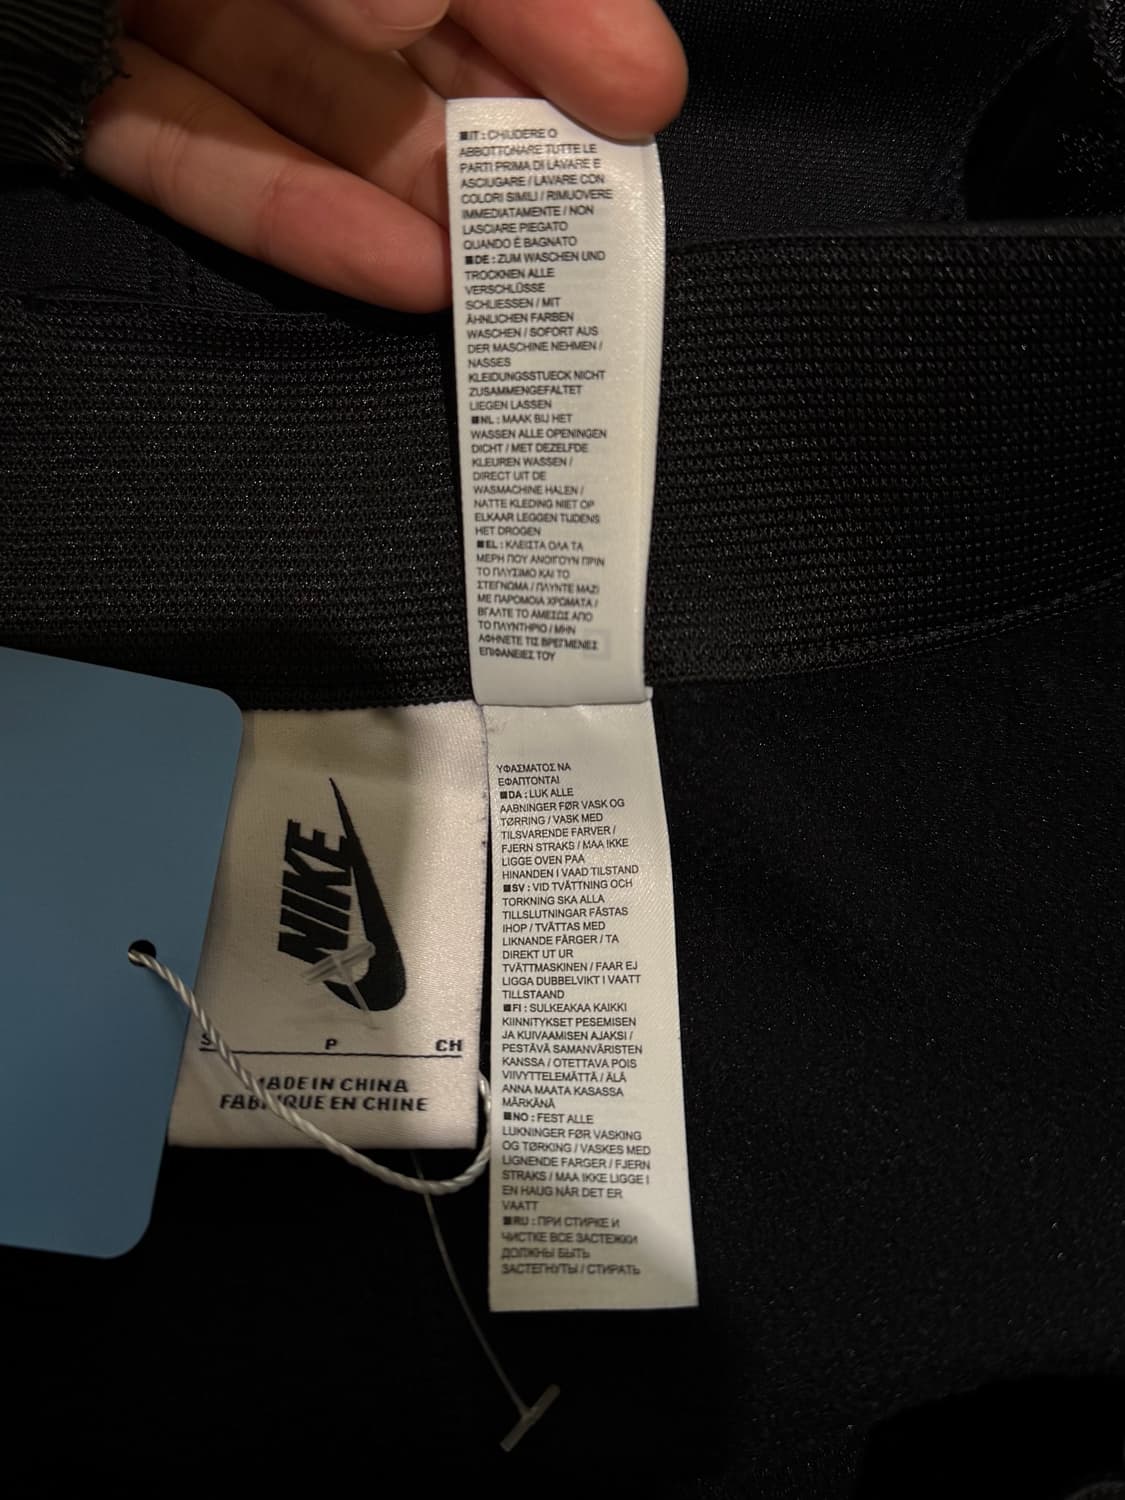 ■IT : CHIUDERE O
ABBOTTONARE TUTTE LE
PARTI PRIMA DI LAVARE E
ASCIUGARE / LAVARE CON
COLORI SIMILI / RIMUOVERE
IMMEDIATAMENTE / NON
LASCIARE PIEGATO
QUANDO È BAGNATO
■DE : ZUM WASCHEN UND
TROCKNEN ALLE
VERSCHLÜSSE
SCHLIESSEN / MIT
ÄHNLICHEN FARBEN
WASCHEN / SOFORT AUS
DER MASCHINE NEHMEN /
NASSES
KLEIDUNGSSTUECK NICHT
ZUSAMMENGEFALTET
LIEGEN LASSEN
■NL : MAAK BIJ HET
WASSEN ALLE OPENINGEN
DICHT / MET DEZELFDE
KLEUREN WASSEN /
DIRECT UIT DE
WASMACHINE HALEN /
NATTE KLEDING NIET OP
ELKAAR LEGGEN TIJDENS
HET DROGEN
■EL : ΚΛΕΙΣΤΑ ΟΛΑ ΤΑ
ΜΕΡΗ ΠΟΥ ΑΝΟΙΓΟΥΝ ΠΡΙΝ
ΤΟ ΠΛΥΣΙΜΟ ΚΑΙ ΤΟ
ΣΤΕΓΝΩΜΑ / ΠΛΥΝΤΕ ΜΑΖΙ
ΜΕ ΠΑΡΟΜΟΙΑ ΧΡΩΜΑΤΑ /
ΒΓΑΛΤΕ ΤΟ ΑΜΕΣΩΣ ΑΠΟ
ΤΟ ΠΛΥΝΤΗΡΙΟ / ΜΗΝ
ΑΦΗΝΕΤΕ ΤΙΣ ΒΡΕΓΜΕΝΕΣ
ΕΠΙΦΑΝΕΙΕΣ ΤΟΥ
ΥΦΑΣΜΑΤΟΣ ΝΑ
ΕΦΑΠΤΟΝΤΑΙ
■DA : LUK ALLE
AABNINGER FØR VASK OG
TØRRING / VASK MED
TILSVARENDE FARVER /
FJERN STRAKS / MAA IKKE
LIGGE OVEN PAA
HINANDEN I VAAD TILSTAND
■SV : VID TVÄTTNING OCH
TORKNING SKA ALLA
TILLSLUTNINGAR FÄSTAS
IHOP / TVÄTTAS MED
LIKNANDE FÄRGER / TA
DIREKT UT UR
TVÄTTMASKINEN / FAAR EJ
LIGGA DUBBELVIKT I VAATT
TILLSTAAND
■FI : SULKEAKAA KAIKKI
KIINNITYKSET PESEMISEN
JA KUIVAAMISEN AJAKSI /
PESTÄVÄ SAMANVÄRISTEN
KANSSA / OTETTAVA POIS
VIIVYTTELEMÄTTÄ / ÄLÄ
ANNA MAATA KASASSA
MÄRKÄNÄ
■NO : FEST ALLE
LUKNINGER FØR VASKING
OG TØRKING / VASKES MED
LIGNENDE FARGER / FJERN
STRAKS / MAA IKKE LIGGE I
EN HAUG NÅR DET ER
VAATT
■RU : ПРИ СТИРКЕ И
ЧИСТКЕ ВСЕ ЗАСТЕЖКИ
ДОЛЖНЫ БЫТЬ
ЗАСТЕГНУТЫ / СТИРАТЬ
NIKE
S P CH
MADE IN CHINA
FABRIQUE EN CHINE